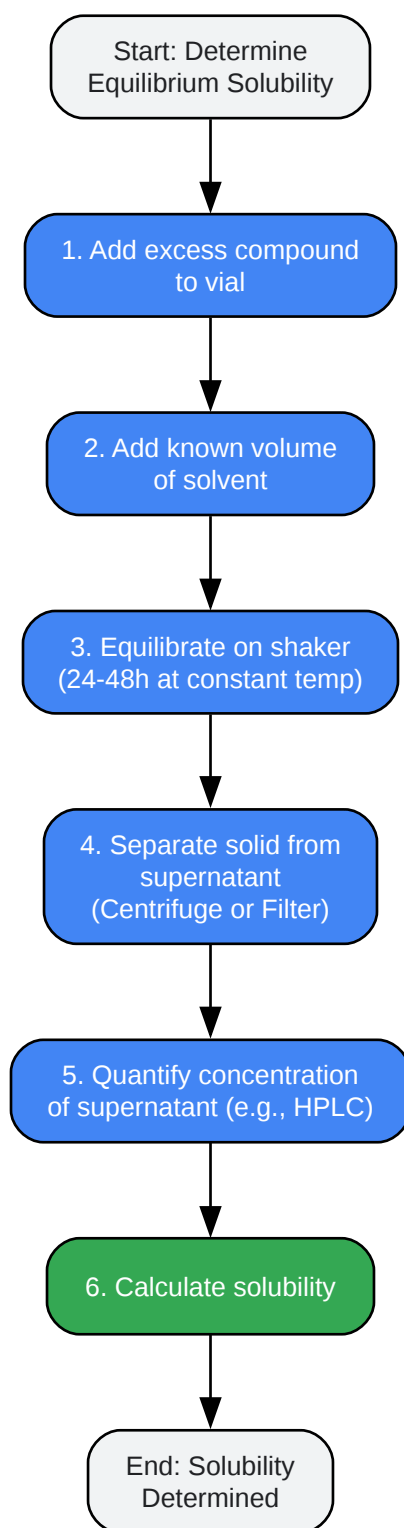 Start: Determine
Equilibrium Solubility
1. Add excess compound
to vial
2. Add known volume
of solvent
3. Equilibrate on shaker
(24-48h at constant temp)
4. Separate solid from
supernatant
(Centrifuge or Filter)
5. Quantify concentration
of supernatant (e.g., HPLC)
6. Calculate solubility
End: Solubility
Determined